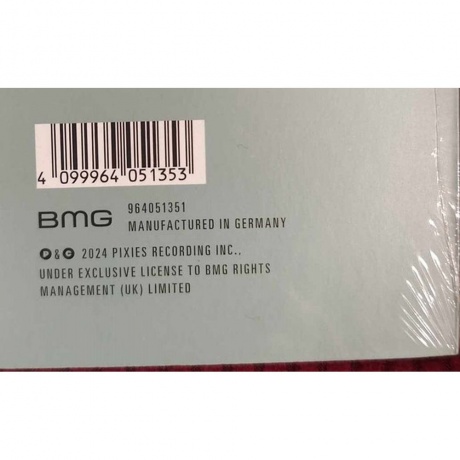 4 099964 051353
BMG
964051351
MANUFACTURED IN GERMANY
℗ & © 2024 PIXIES RECORDING INC.,
UNDER EXCLUSIVE LICENSE TO BMG RIGHTS
MANAGEMENT (UK) LIMITED